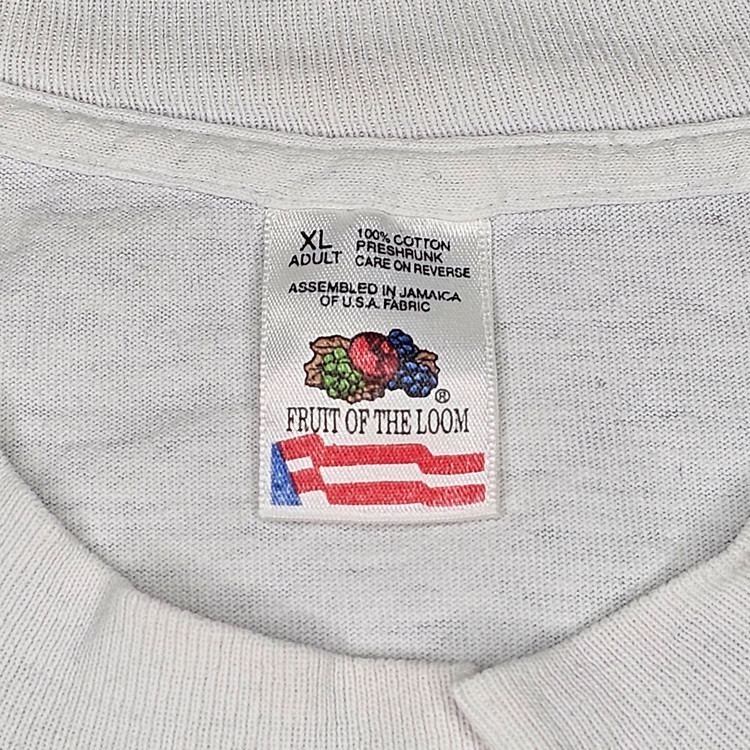 XL
ADULT
100% COTTON
PRESHRUNK
CARE ON REVERSE
ASSEMBLED IN JAMAICA
OF U.S.A. FABRIC
®
FRUIT OF THE LOOM